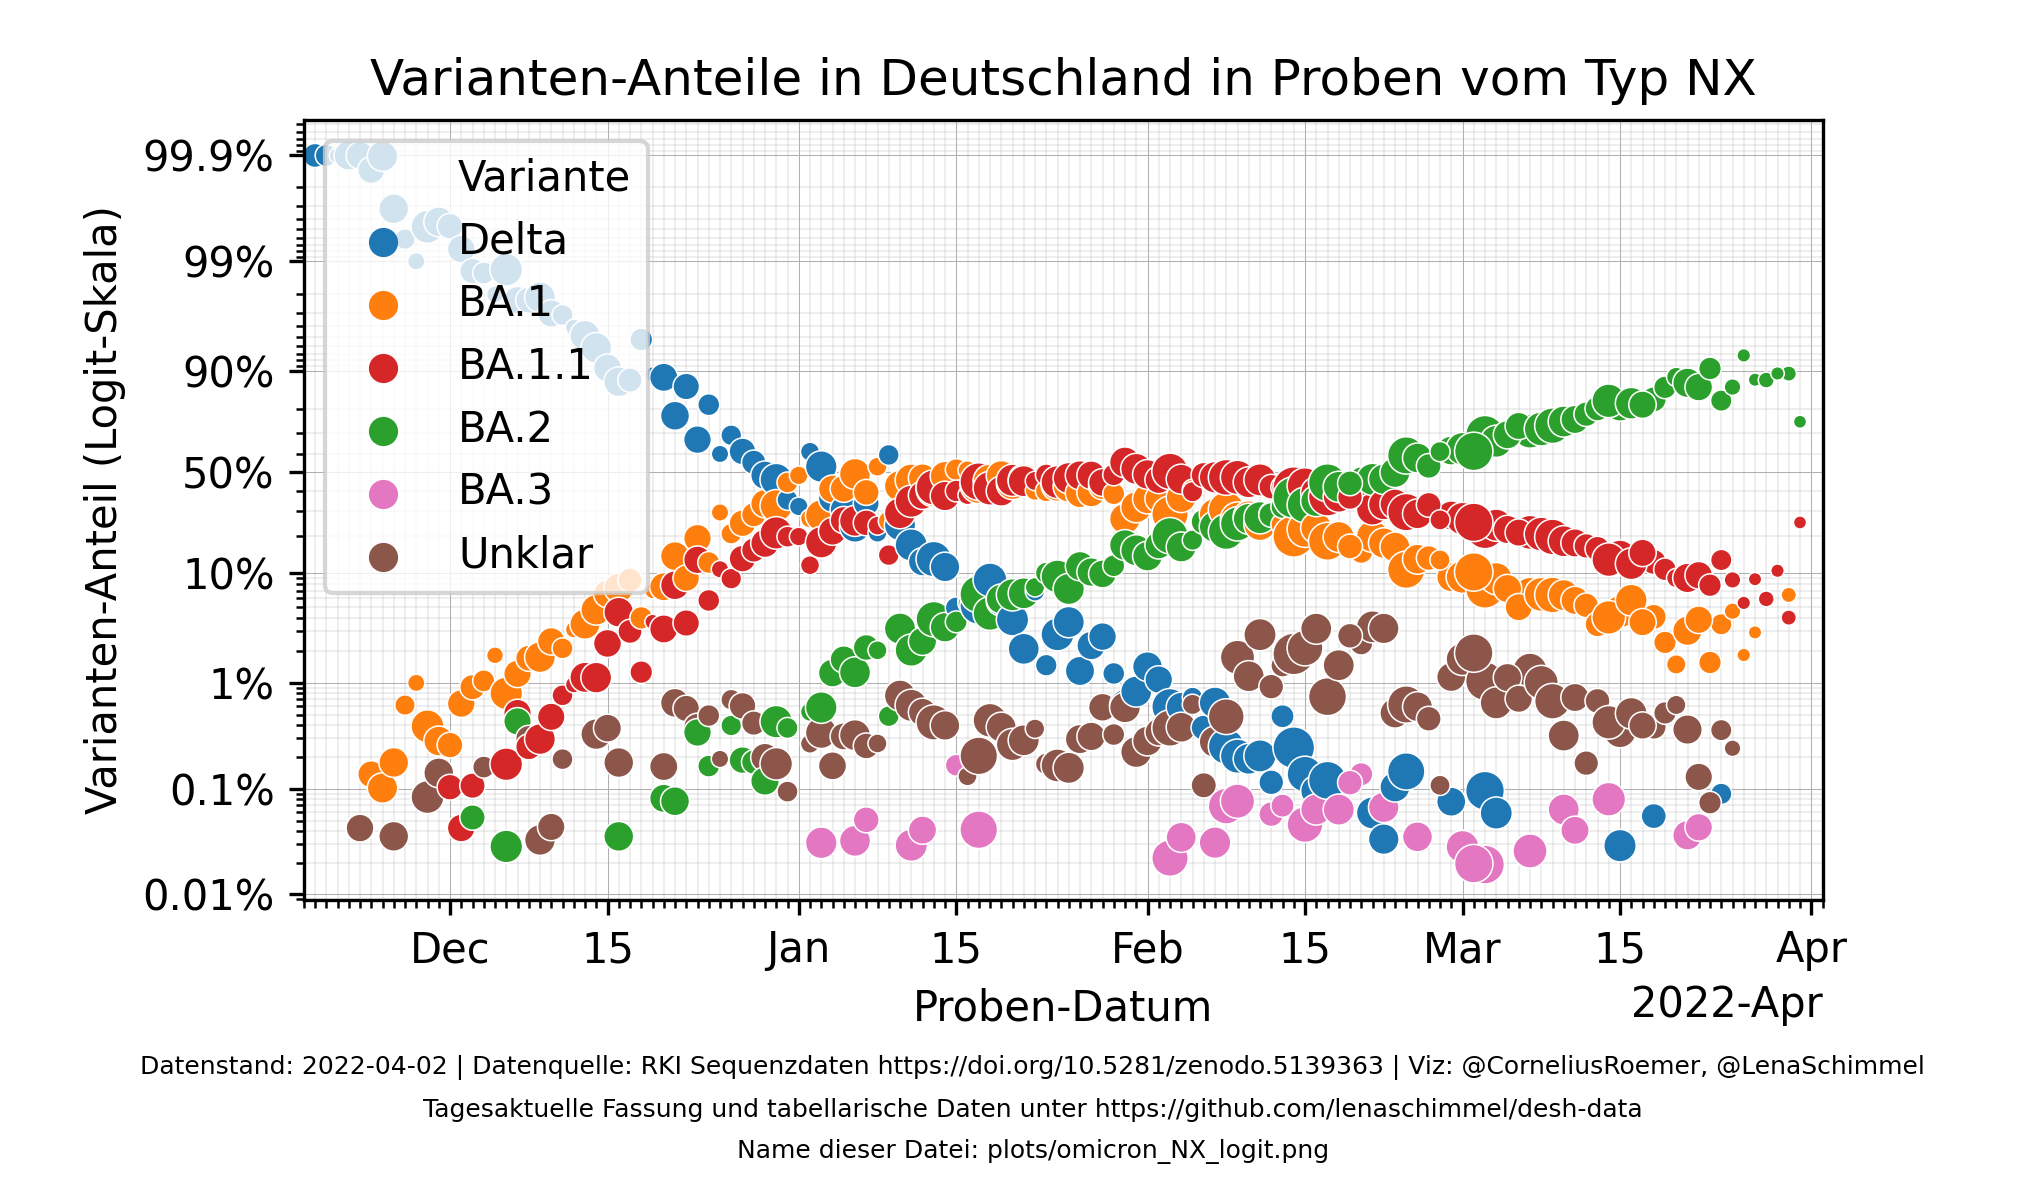 Varianten-Anteile in Deutschland in Proben vom Typ NX
Varianten-Anteil (Logit-Skala)
99.9%
99%
90%
50%
10%
1%
0.1%
0.01%
Variante
Delta
BA.1
BA.1.1
BA.2
BA.3
Unklar
Dec 15 Jan 15 Feb 15 Mar 15 Apr
Proben-Datum
2022-Apr
Datenstand: 2022-04-02 | Datenquelle: RKI Sequenzdaten https://doi.org/10.5281/zenodo.5139363 | Viz: @CorneliusRoemer, @LenaSchimmel
Tagesaktuelle Fassung und tabellarische Daten unter https://github.com/lenaschimmel/desh-data
Name dieser Datei: plots/omicron_NX_logit.png